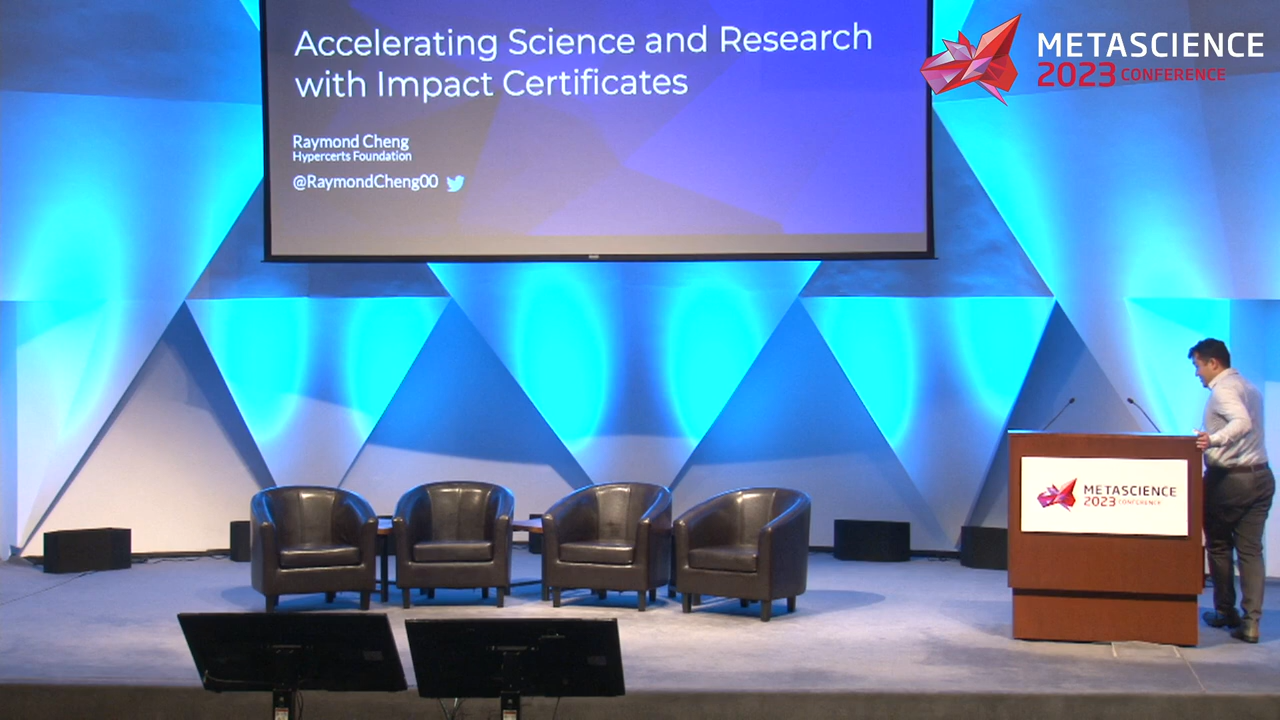 Accelerating Science and Research
with Impact Certificates
Raymond Cheng
Hypercerts Foundation
@RaymondCheng00
METASCIENCE
2023 CONFERENCE
METASCIENCE
2023 CONFERENCE